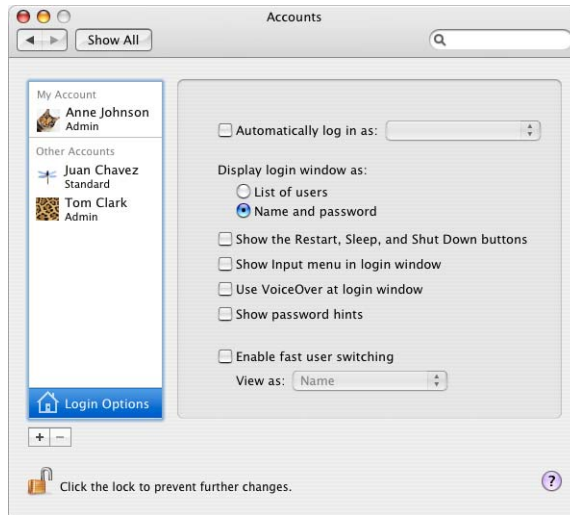 Accounts
Show All
My Account
Anne Johnson
Admin
Other Accounts
Juan Chavez
Standard
Tom Clark
Admin
Login Options
+ −
Automatically log in as:
Display login window as:
List of users
Name and password
Show the Restart, Sleep, and Shut Down buttons
Show Input menu in login window
Use VoiceOver at login window
Show password hints
Enable fast user switching
View as: Name
Click the lock to prevent further changes.
?